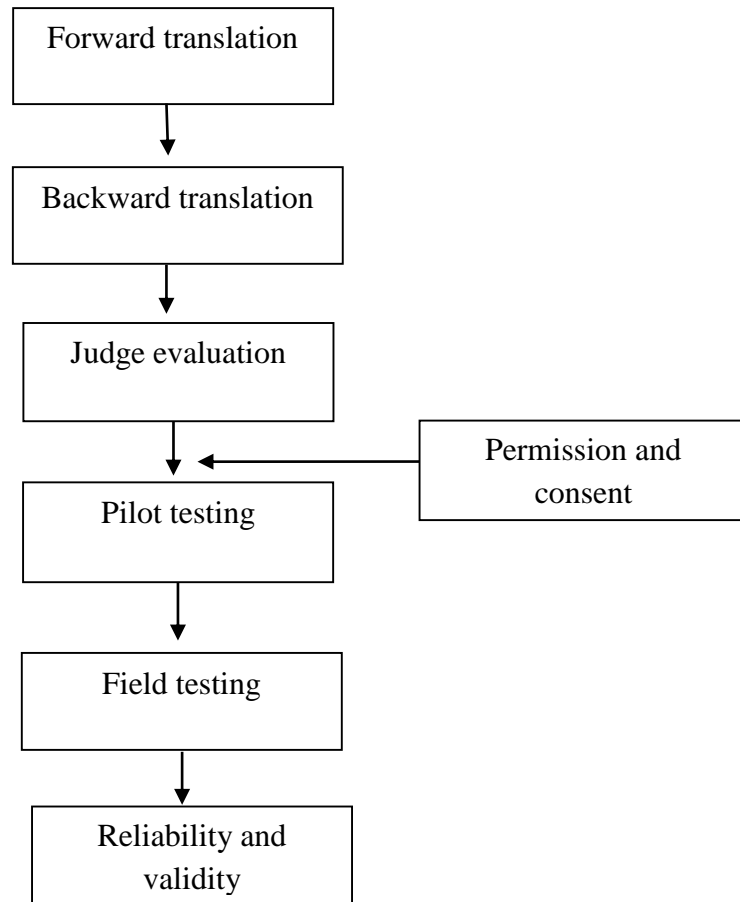 Forward translation
Backward translation
Judge evaluation
Permission and
consent
Pilot testing
Field testing
Reliability and
validity